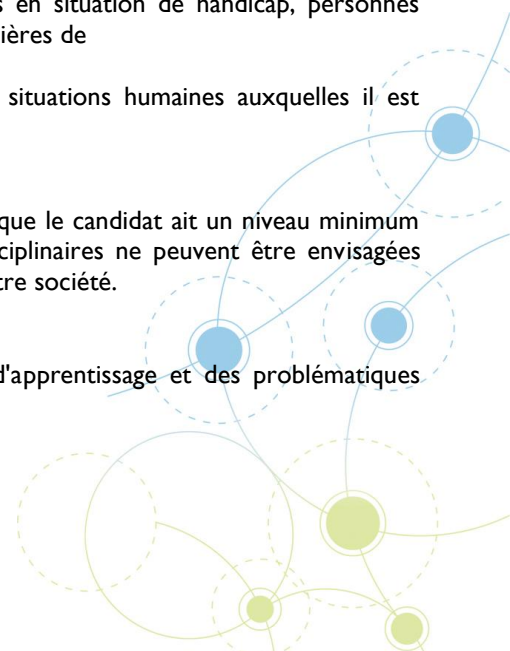 s en situation de handicap, personnes
ières de
situations humaines auxquelles il est
que le candidat ait un niveau minimum
ciplinaires ne peuvent être envisagées
tre société.
d'apprentissage et des problématiques